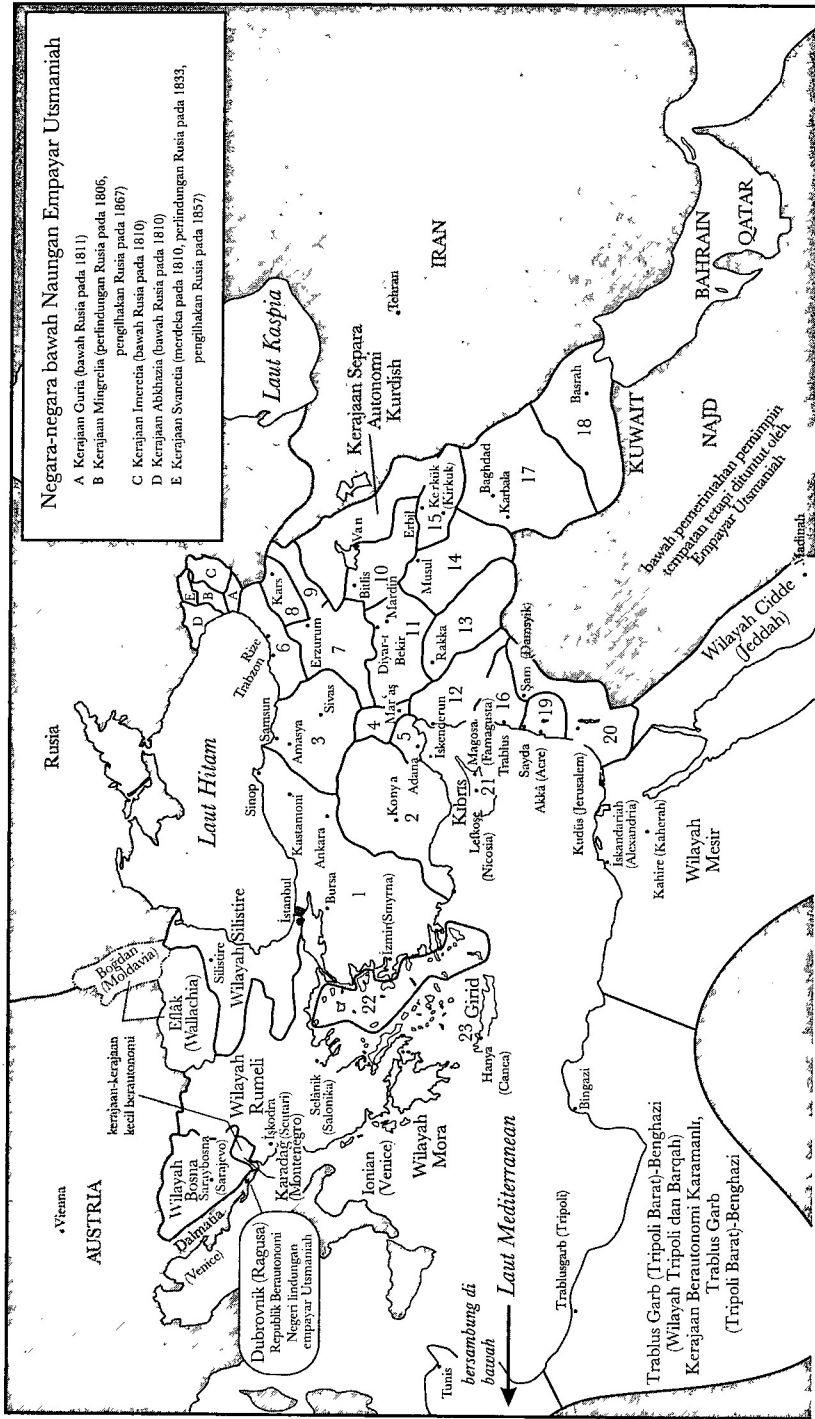 Negara-negara bawah Naungan Empayar Utsmaniah
A Kerajaan Guria (bawah Rusia pada 1811)
B Kerajaan Mingrelia (perlindungan Rusia pada 1806,
pengilhakan Rusia pada 1867)
C Kerajaan Imeretia (bawah Rusia pada 1810)
D Kerajaan Abkhazia (bawah Rusia pada 1810)
E Kerajaan Svanetia (merdeka pada 1810, perlindungan Rusia pada 1833,
pengilhakan Rusia pada 1857)
Vienna
AUSTRIA
Rusia
kerajaan-kerajaan
kecil berautonomi
Bogdan
(Moldavia)
Eflâk
(Wallachia)
Silistire
Wilayah Silistire
Wilayah
Bosna
Saraybosna
(Sarajevo)
Dalmatia
(Venice)
Wilayah
Rumeli
İşkodra
(Scutari)
Karadağ
(Montenegro)
Dubrovnik (Ragusa)
Republik Berautonomi
Negeri lindungan
empayar Utsmaniah
Selânik
(Salonika)
Ionian
(Venice)
Wilayah
Mora
Laut Mediterranean
Tunis
bersambung di
bawah
Trablusgarb (Tripoli)
Bingazi
Trablus Garb (Tripoli Barat)-Benghazi
(Wilayah Tripoli dan Barqah)
Kerajaan Berautonomi Karamanlı,
Trablus Garb
(Tripoli Barat)-Benghazi
Laut Hitam
D
E
B
C
A
Sinop
Samsun
Trabzon
Rize
İstanbul
Kastamoni
Ankara
Bursa
1
İzmir(Smyrna)
22
23 Girid
Hanya
(Canca)
Amasya
Sivas
3
Konya
2
Adana
5
4
Mar'aş
6
Kars
8
9
Erzurum
7
Van
Bitlis
10
Mardin
Diyar-ı
Bekir
11
Kerajaan Separa
Autonomi
Kurdish
Laut Kaspia
Tehran
IRAN
Erbil
15
Kerkük
(Kirkuk)
Musul
14
Rakka
13
12
İskenderun
Kıbrıs
21
Magosa
(Famagusta)
Lefkoşe
(Nicosia)
16
Trablus
Şam (Damsyik)
Sayda
Akkâ (Acre)
19
20
Kudüs (Jerusalem)
Iskandariah
(Alexandria)
Kahire (Kaherah)
Wilayah
Mesir
Baghdad
Karbala
17
18
Basrah
KUWAIT
NAJD
BAHRAIN
QATAR
bawah pemerintahan pemimpin
tempatan tetapi dituntut oleh
Empayar Utsmaniah
Wilayah Cidde
(Jeddah)
Madinah